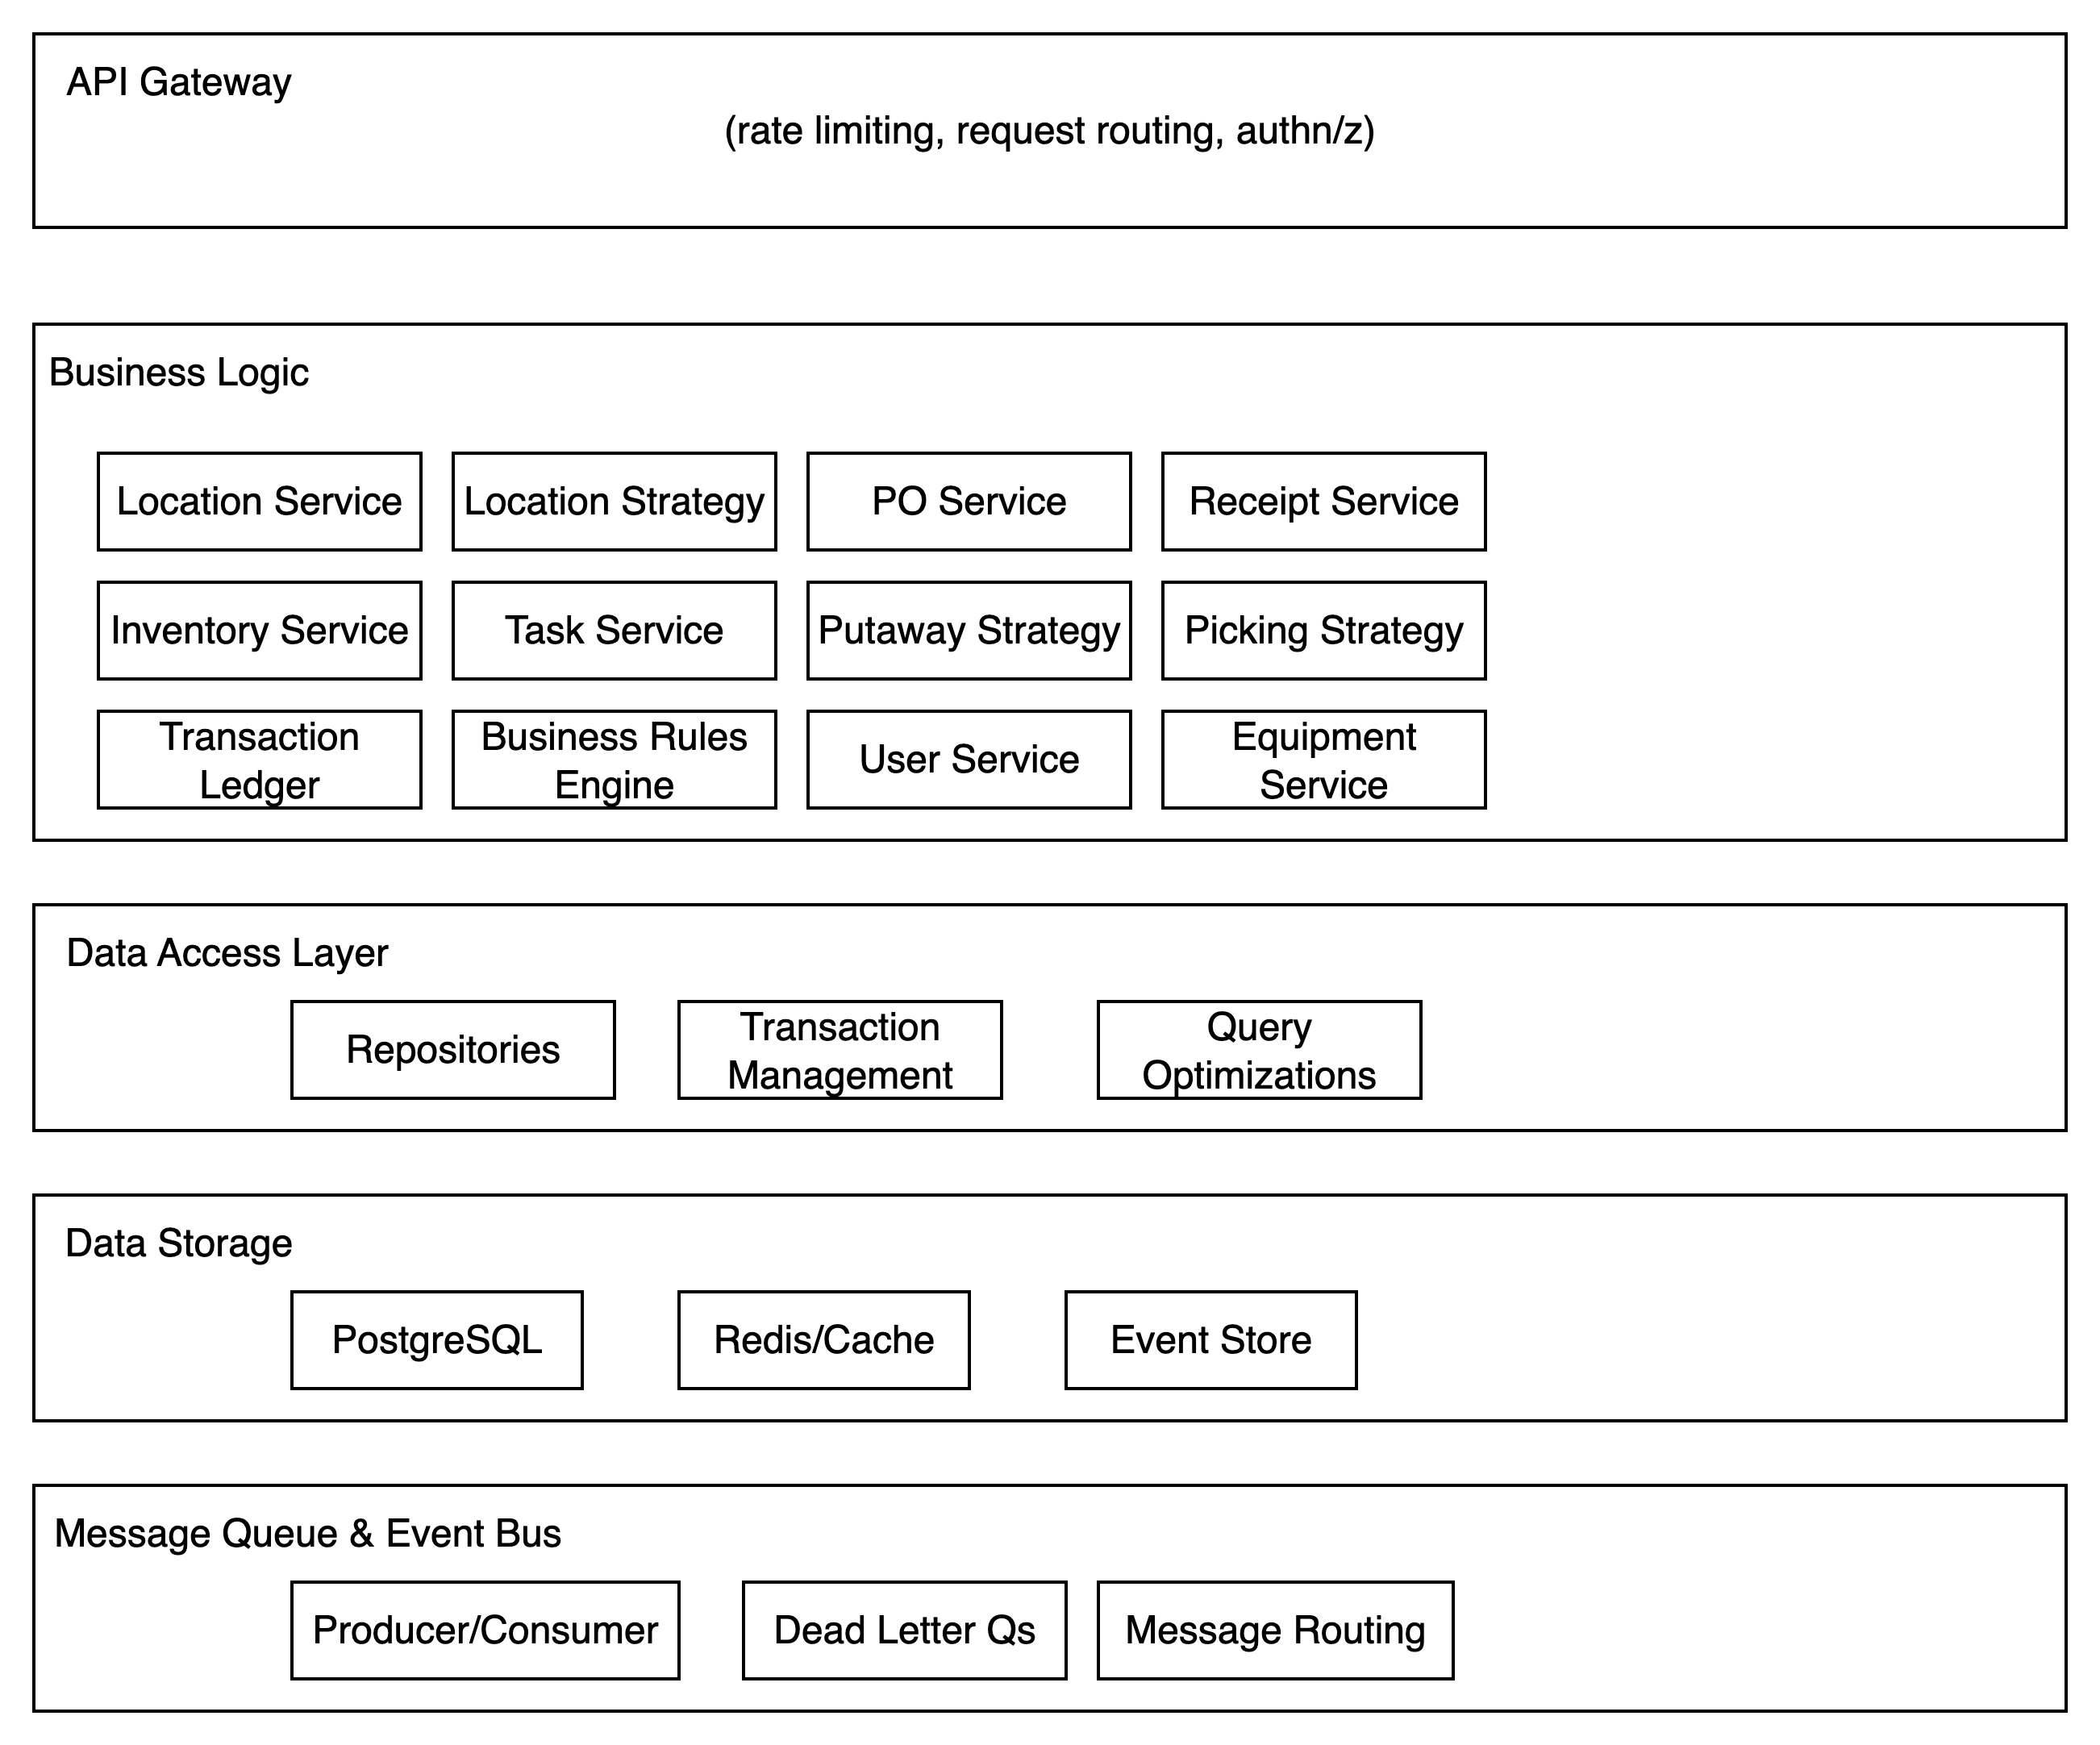 API Gateway
(rate limiting, request routing, authn/z)
Business Logic
Location Service
Location Strategy
PO Service
Receipt Service
Inventory Service
Task Service
Putaway Strategy
Picking Strategy
Transaction
Ledger
Business Rules
Engine
User Service
Equipment
Service
Data Access Layer
Repositories
Transaction
Management
Query
Optimizations
Data Storage
PostgreSQL
Redis/Cache
Event Store
Message Queue & Event Bus
Producer/Consumer
Dead Letter Qs
Message Routing